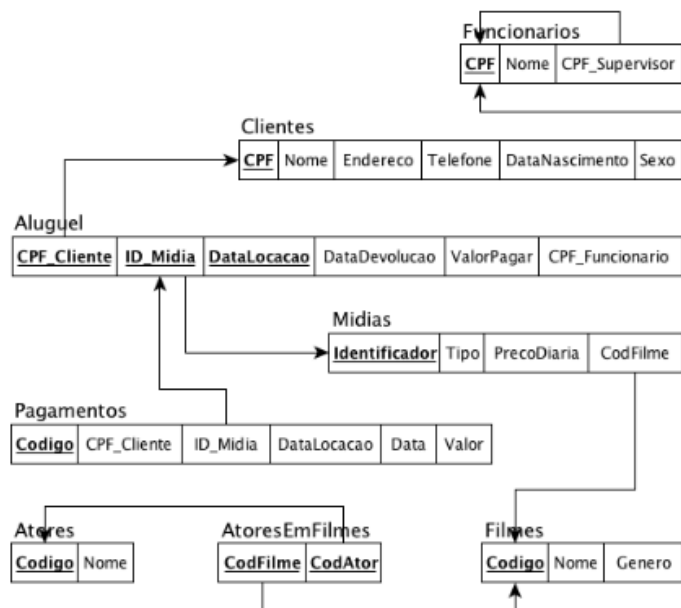 Funcionarios
CPF Nome CPF_Supervisor
Clientes
CPF Nome Endereco Telefone DataNascimento Sexo
Aluguel
CPF_Cliente ID_Midia DataLocacao DataDevolucao ValorPagar CPF_Funcionario
Midias
Identificador Tipo PrecoDiaria CodFilme
Pagamentos
Codigo CPF_Cliente ID_Midia DataLocacao Data Valor
Atores AtoresEmFilmes Filmes
Codigo Nome CodFilme CodAtor Codigo Nome Genero